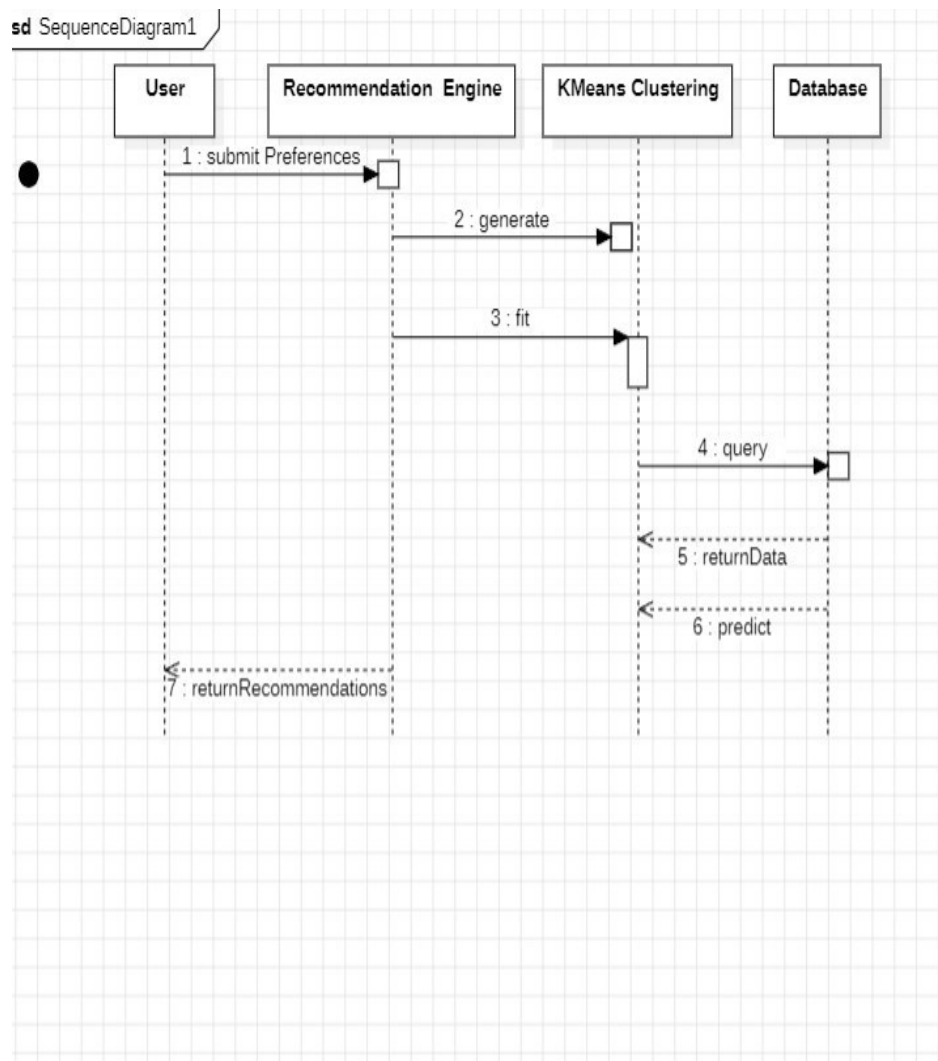 sd SequenceDiagram1
User
Recommendation Engine
KMeans Clustering
Database
1 : submit Preferences
2 : generate
3 : fit
4 : query
5 : returnData
6 : predict
7 : returnRecommendations